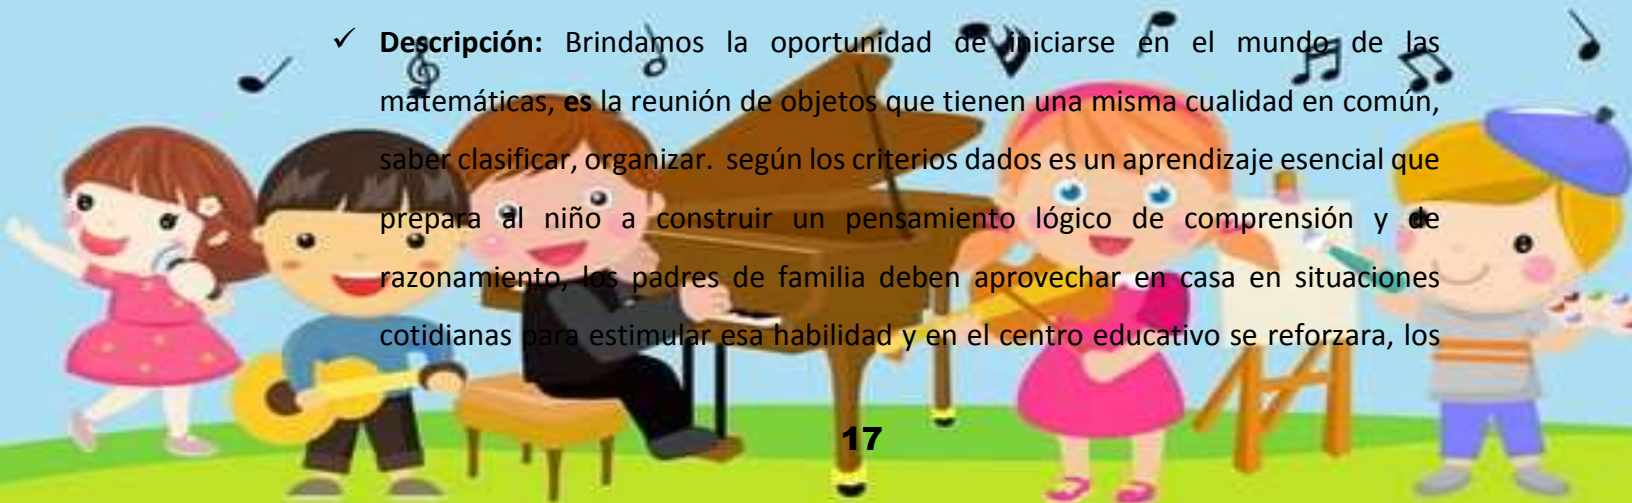 ✓ Descripción: Brindamos la oportunidad de iniciarse en el mundo de las
matemáticas, es la reunión de objetos que tienen una misma cualidad en común,
saber clasificar, organizar. según los criterios dados es un aprendizaje esencial que
prepara al niño a construir un pensamiento lógico de comprensión y de
razonamiento, los padres de familia deben aprovechar en casa en situaciones
cotidianas para estimular esa habilidad y en el centro educativo se reforzara, los
17